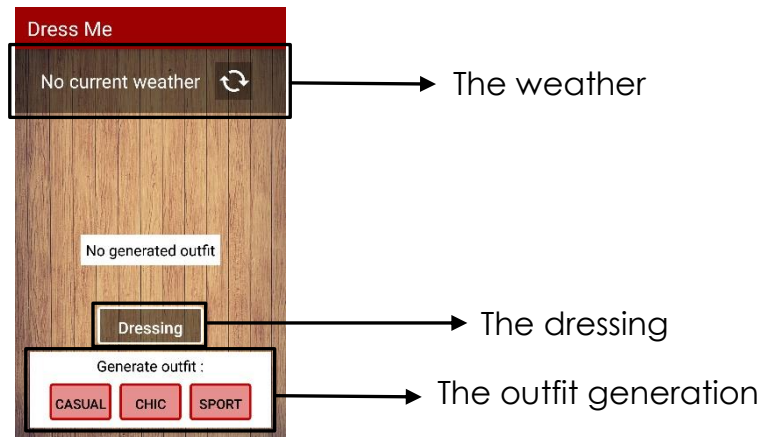 Dress Me
No current weather
The weather
No generated outfit
Dressing
The dressing
Generate outfit :
CASUAL CHIC SPORT
The outfit generation